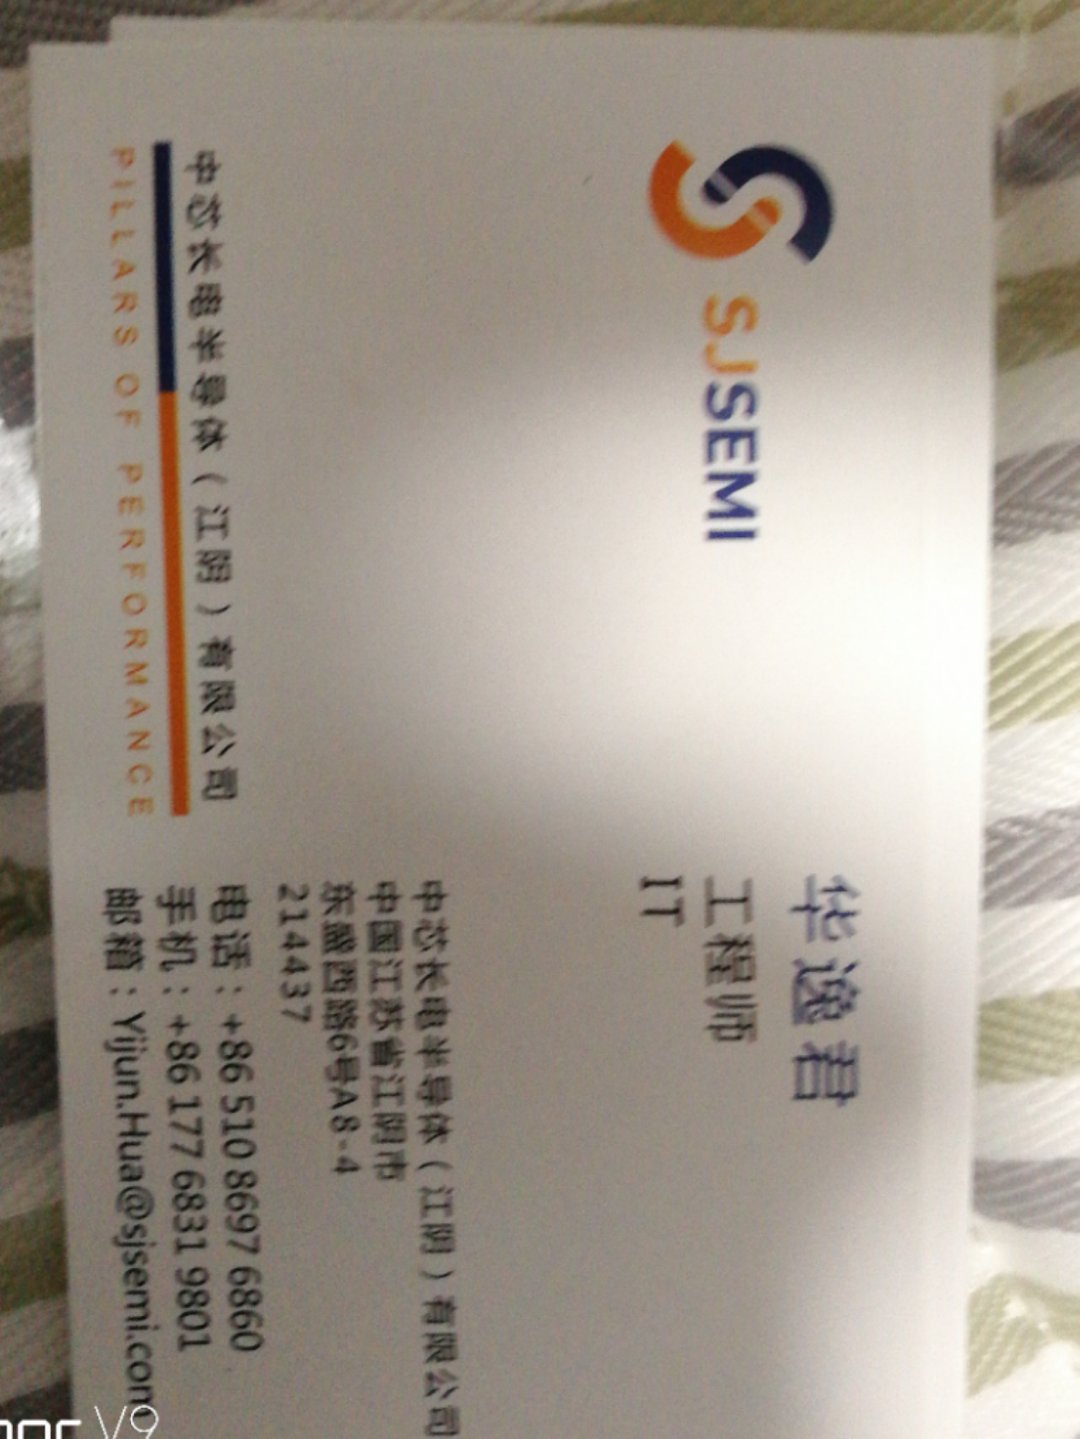 SJSEMI
华逸君
工程师
IT
中芯长电半导体（江阴）有限公司
中国江苏省江阴市
东盛西路6号A8-4
214437
电话：+86 510 8697 6860
手机：+86 177 6831 9801
邮箱：Yijun.Hua@sjsemi.com
中芯长电半导体（江阴）有限公司
PILLARS OF PERFORMANCE
V9